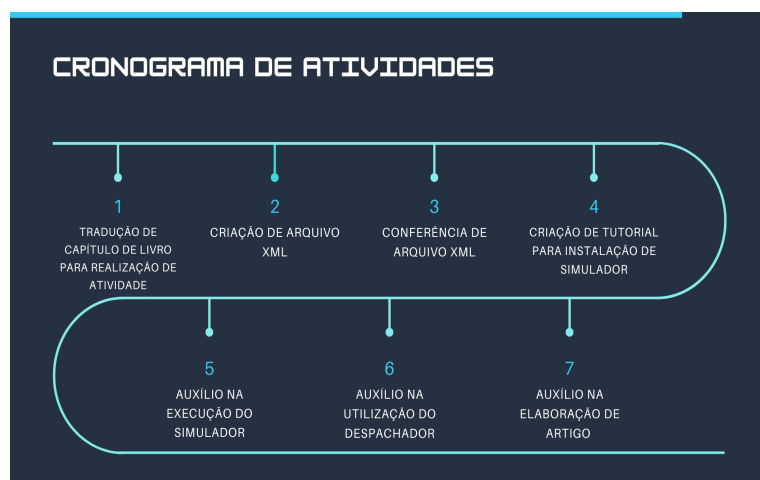 CRONOGRAMA DE ATIVIDADES
1
TRADUÇÃO DE
CAPÍTULO DE LIVRO
PARA REALIZAÇÃO DE
ATIVIDADE
2
CRIAÇÃO DE ARQUIVO
XML
3
CONFERÊNCIA DE
ARQUIVO XML
4
CRIAÇÃO DE TUTORIAL
PARA INSTALAÇÃO DE
SIMULADOR
5
AUXÍLIO NA
EXECUÇÃO DO
SIMULADOR
6
AUXÍLIO NA
UTILIZAÇÃO DO
DESPACHADOR
7
AUXÍLIO NA
ELABORAÇÃO DE
ARTIGO